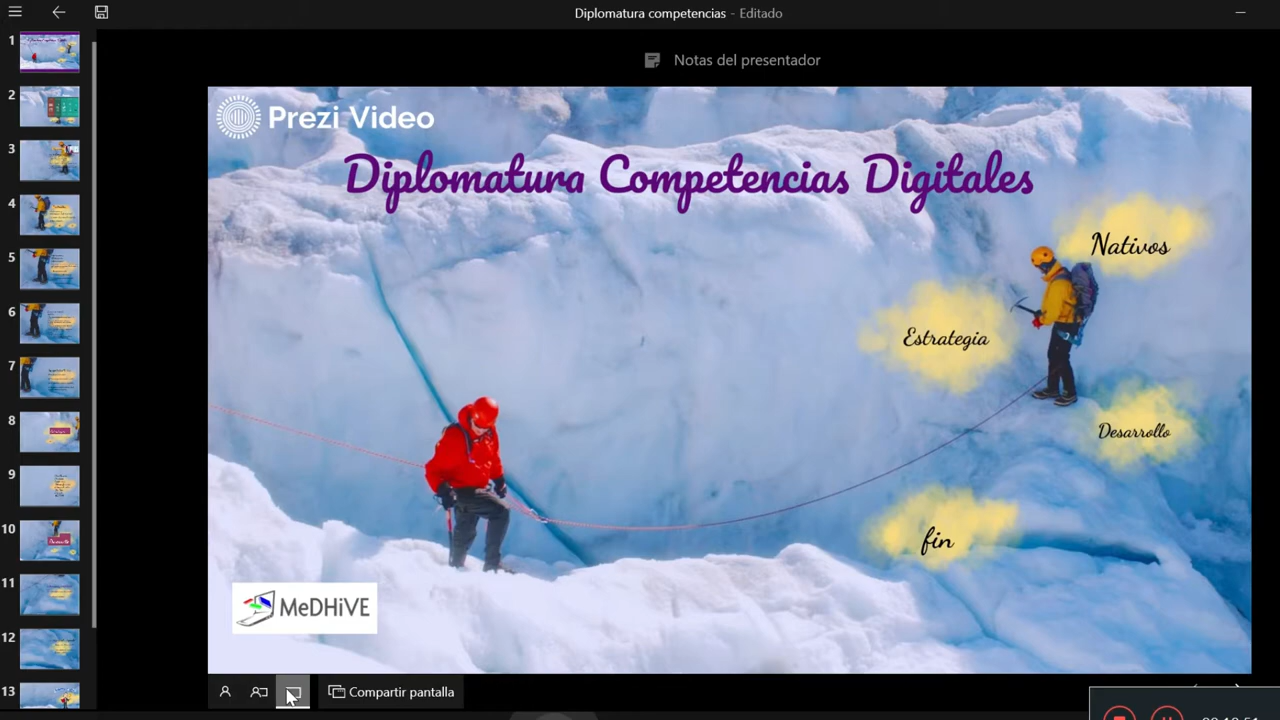 Diplomatura competencias - Editado
Notas del presentador
1
2
3
4
5
6
7
8
9
10
11
12
13
Prezi Video
Diplomatura Competencias Digitales
Nativos
Estrategia
Desarrollo
fin
MeDHiVE
Compartir pantalla